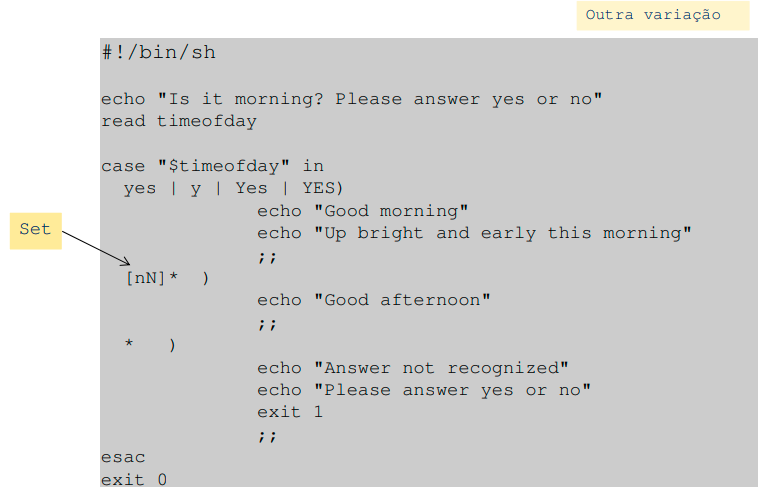 Outra variação
#!/bin/sh
echo "Is it morning? Please answer yes or no"
read timeofday
case "$timeofday" in
yes | y | Yes | YES)
echo "Good morning"
echo "Up bright and early this morning"
;;
Set
[nN]* )
echo "Good afternoon"
;;
* )
echo "Answer not recognized"
echo "Please answer yes or no"
exit 1
;;
esac
exit 0